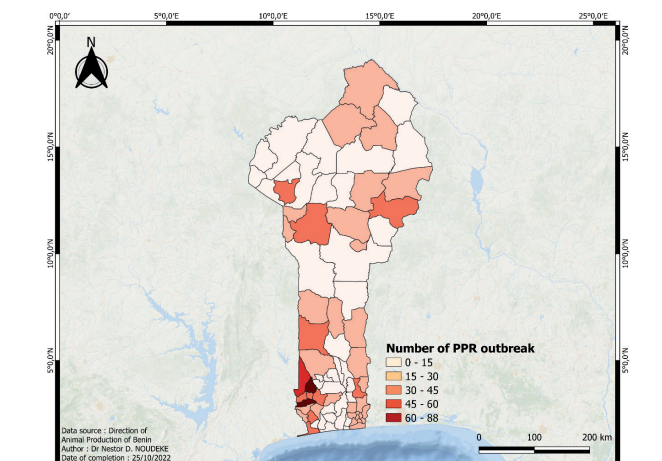 0°0,0' 5°0,0'N 10°0,0'N 15°0,0'N 20°0,0'N 25°0,0'N
20°0,0'N 20°0,0'N
N
15°0,0'N 15°0,0'N
10°0,0'N 10°0,0'N
5°0,0'N 5°0,0'N
Number of PPR outbreak
0 - 15
15 - 30
30 - 45
45 - 60
60 - 88
Data source : Direction of
Animal Production of Benin
Author : Dr Nestor D. NOUDEKE
Date of completion : 25/10/2022
0 100 200 km